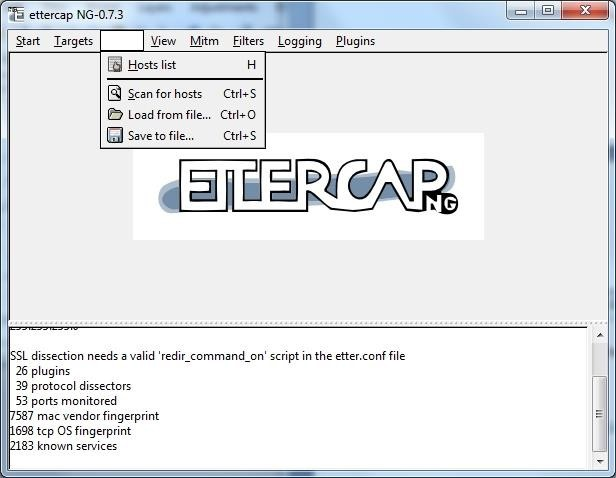 ettercap NG-0.7.3
Start Targets View Mitm Filters Logging Plugins
Hosts list H
Scan for hosts Ctrl+S
Load from file... Ctrl+O
Save to file... Ctrl+S
ETTERCAP
NG
SSL dissection needs a valid 'redir_command_on' script in the etter.conf file
26 plugins
39 protocol dissectors
53 ports monitored
7587 mac vendor fingerprint
1698 tcp OS fingerprint
2183 known services